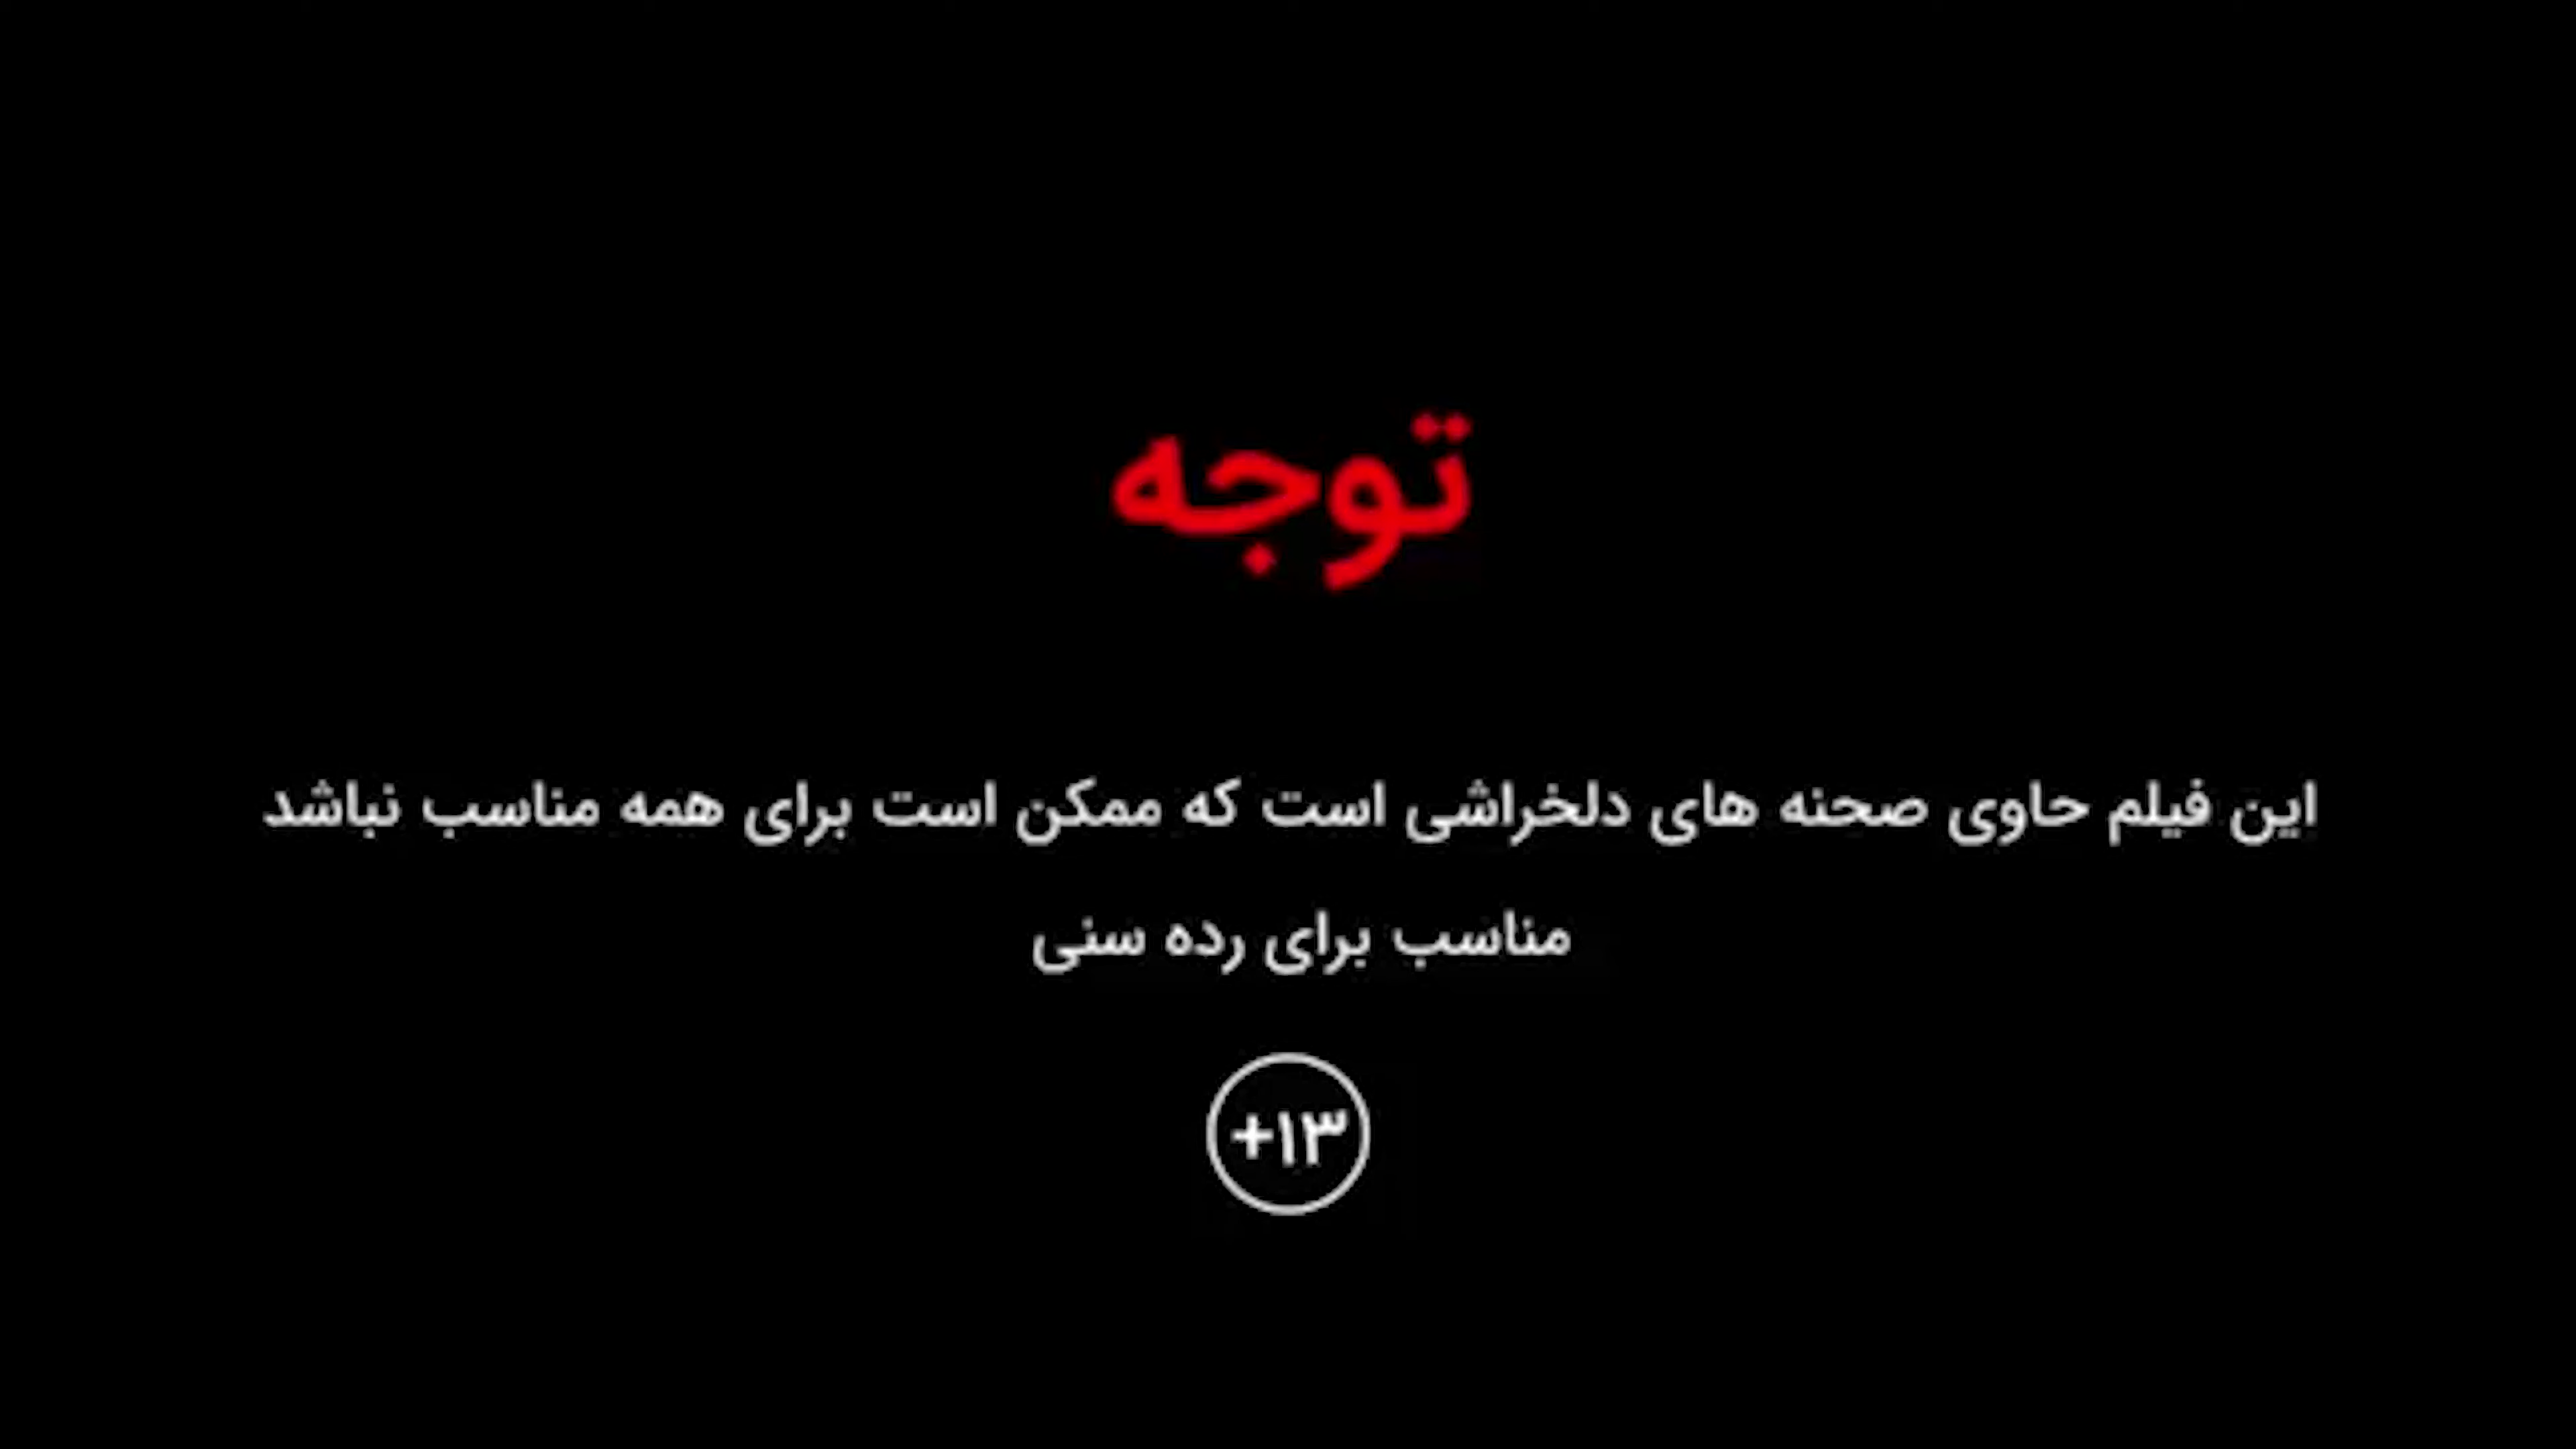 توجه
این فیلم حاوی صحنه های دلخراشی است که ممکن است برای همه مناسب نباشد
مناسب برای رده سنی
+۱۳